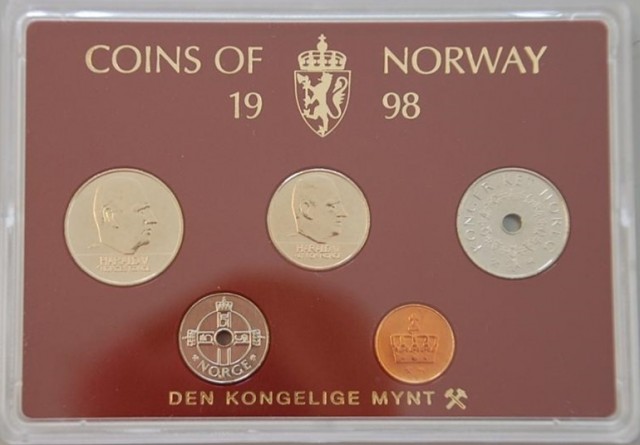 COINS OF NORWAY
19 98
HARALD V
HARALD V
NORGE
DEN KONGELIGE MYNT